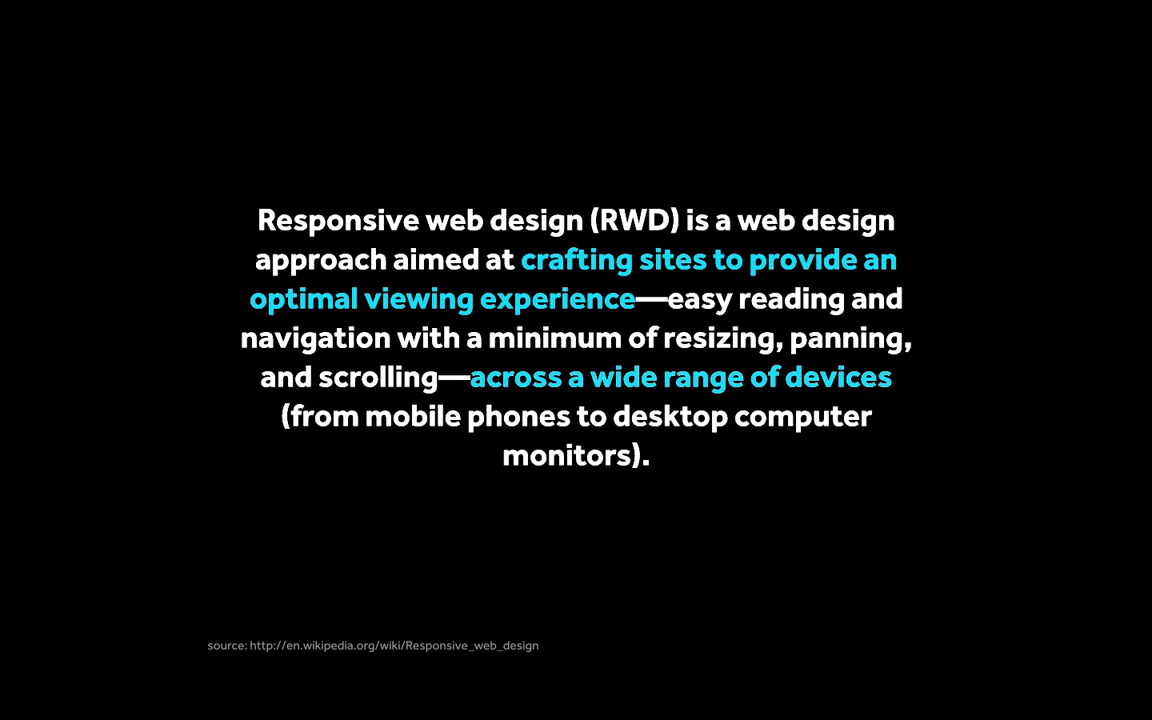 Responsive web design (RWD) is a web design
approach aimed at crafting sites to provide an
optimal viewing experience—easy reading and
navigation with a minimum of resizing, panning,
and scrolling—across a wide range of devices
(from mobile phones to desktop computer
monitors).
source: http://en.wikipedia.org/wiki/Responsive_web_design